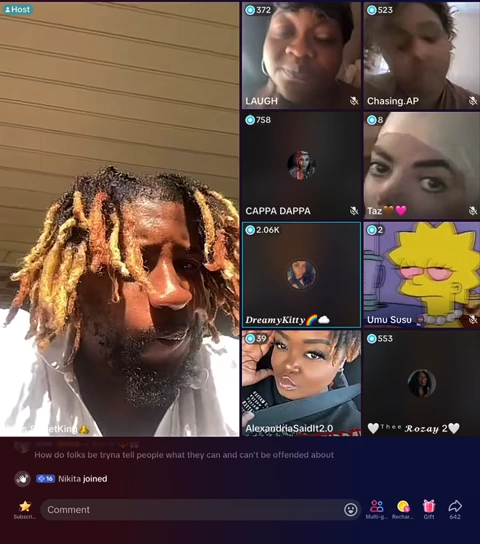 Host
372
LAUGH
523
Chasing.AP
758
CAPPA DAPPA
8
Taz🤎🩷
2.06K
DreamyKitty🌈☁️
2
Umu Susu
39
AlexandriaSaidIt2.0
553
🤍ᵀʰᵉᵉ Rozay 2🤍
How do folks be tryna tell people what they can and can't be offended about
16 Nikita joined
Comment
Subscri...
Multi-g...
Rechar...
Gift
642